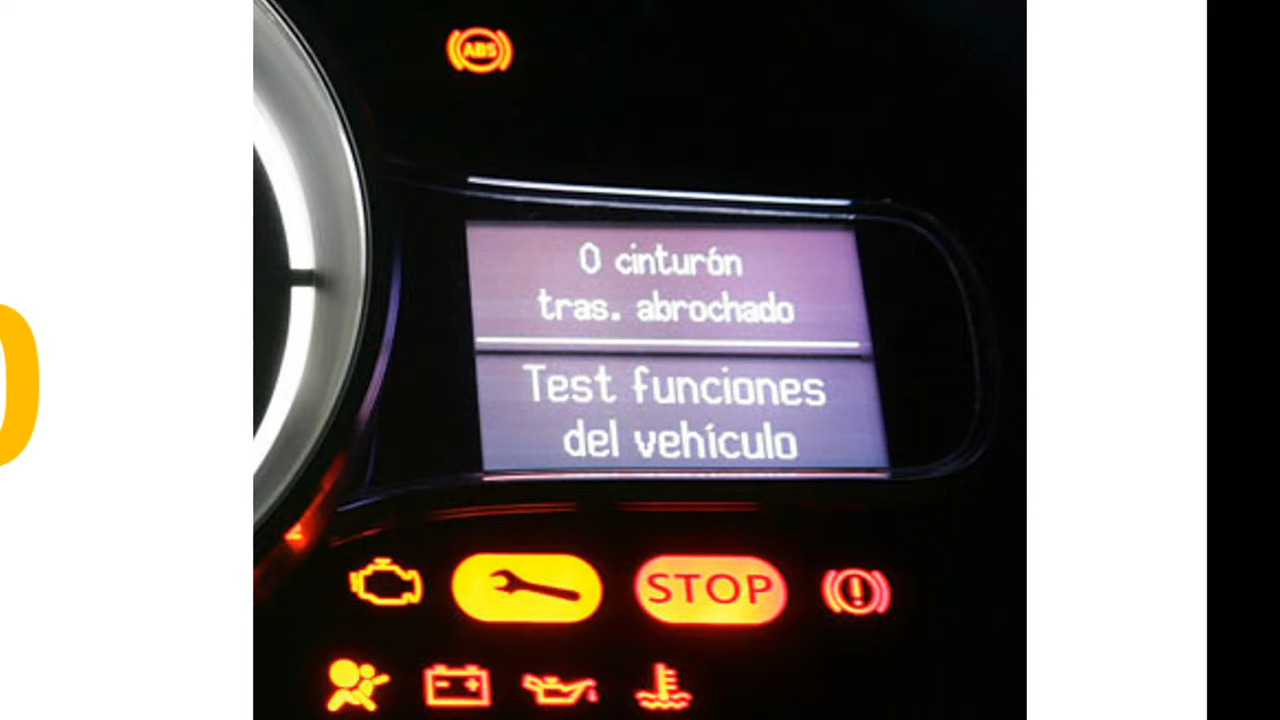 ABS
0 cinturón
tras. abrochado
Test funciones
del vehículo
STOP